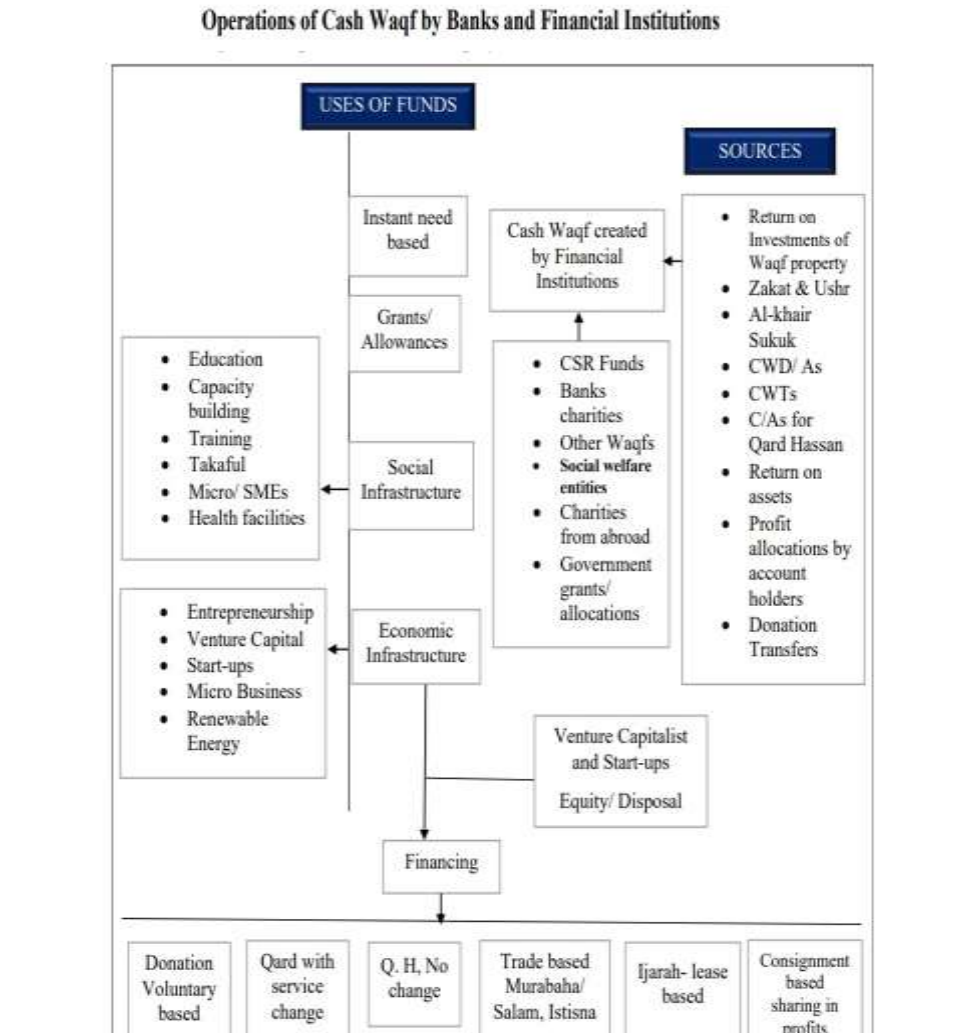 Operations of Cash Waqf by Banks and Financial Institutions
USES OF FUNDS
SOURCES
Instant need
based
Grants/
Allowances
• Education
• Capacity
building
• Training
• Takaful
• Micro/ SMEs
• Health facilities
Social
Infrastructure
• Entrepreneurship
• Venture Capital
• Start-ups
• Micro Business
• Renewable
Energy
Economic
Infrastructure
Cash Waqf created
by Financial
Institutions
• CSR Funds
• Banks
charities
• Other Waqfs
• Social welfare
entities
• Charities
from abroad
• Government
grants/
allocations
• Return on
Investments of
Waqf property
• Zakat & Ushr
• Al-khair
Sukuk
• CWD/ As
• CWTs
• C/As for
Qard Hassan
• Return on
assets
• Profit
allocations by
account
holders
• Donation
Transfers
Venture Capitalist
and Start-ups
Equity/ Disposal
Financing
Donation
Voluntary
based
Qard with
service
change
Q. H, No
change
Trade based
Murabaha/
Salam, Istisna
Ijarah- lease
based
Consignment
based
sharing in
profits